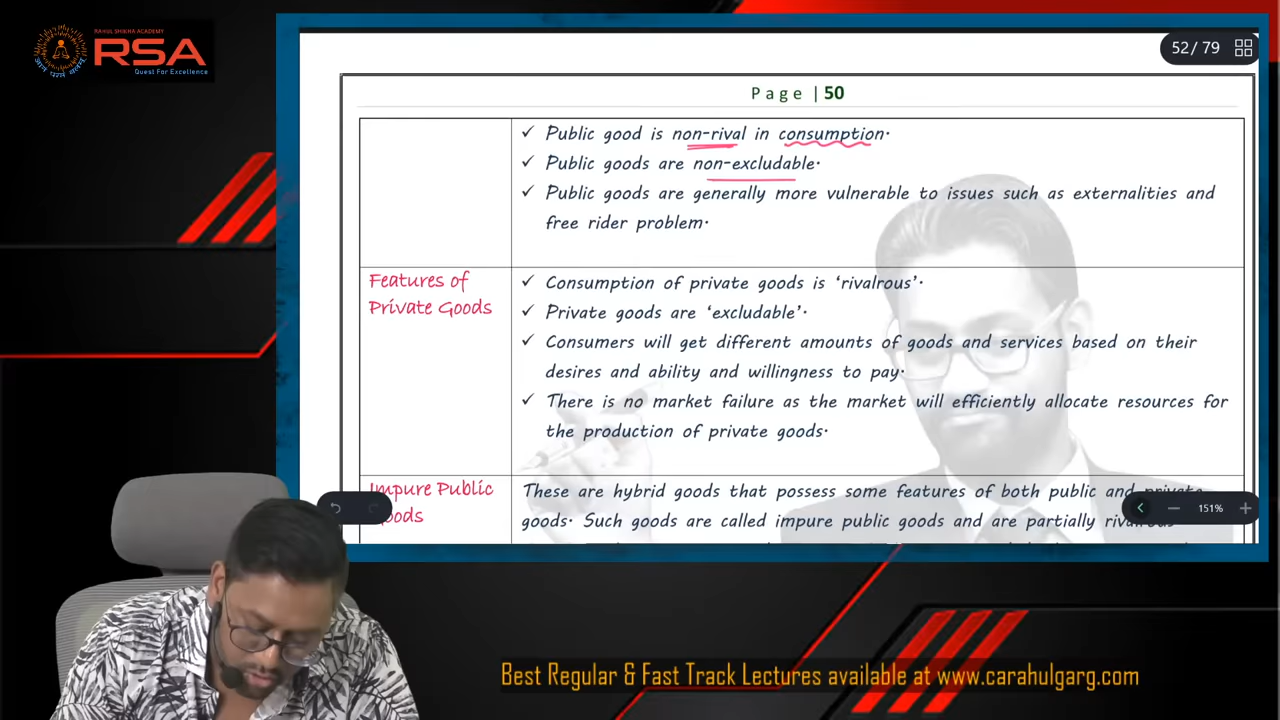 RAHUL SHIKHA ACADEMY
RSA
Quest For Excellence
52/ 79
Page | 50
✓ Public good is non-rival in consumption.
✓ Public goods are non-excludable.
✓ Public goods are generally more vulnerable to issues such as externalities and
free rider problem.
Features of
Private Goods
✓ Consumption of private goods is ‘rivalrous’.
✓ Private goods are ‘excludable’.
✓ Consumers will get different amounts of goods and services based on their
desires and ability and willingness to pay.
✓ There is no market failure as the market will efficiently allocate resources for
the production of private goods.
Impure Public
These are hybrid goods that possess some features of both public and private
goods. Such goods are called impure public goods and are partially
151%
Best Regular & Fast Track Lectures available at www.carahulgarg.com